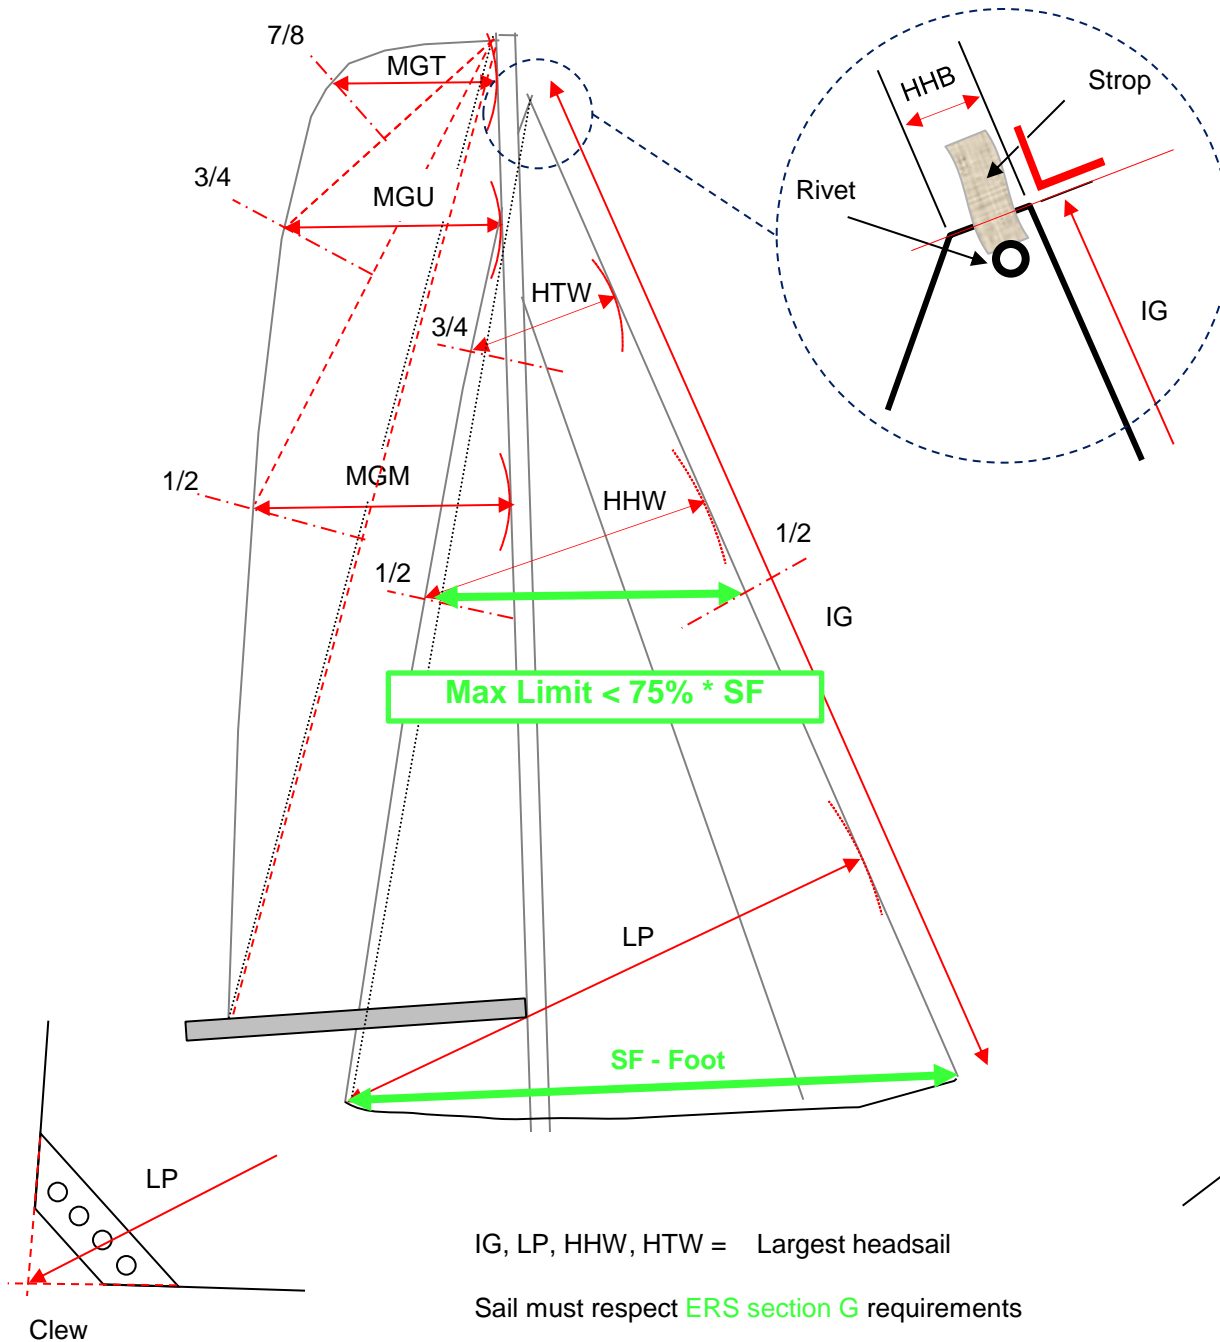 7/8
MGT
HHB
Strop
3/4
MGU
Rivet
HTW
IG
3/4
1/2
MGM
HHW
1/2
1/2
IG
Max Limit < 75% * SF
LP
SF - Foot
LP
IG, LP, HHW, HTW = Largest headsail
Sail must respect ERS section G requirements
Clew